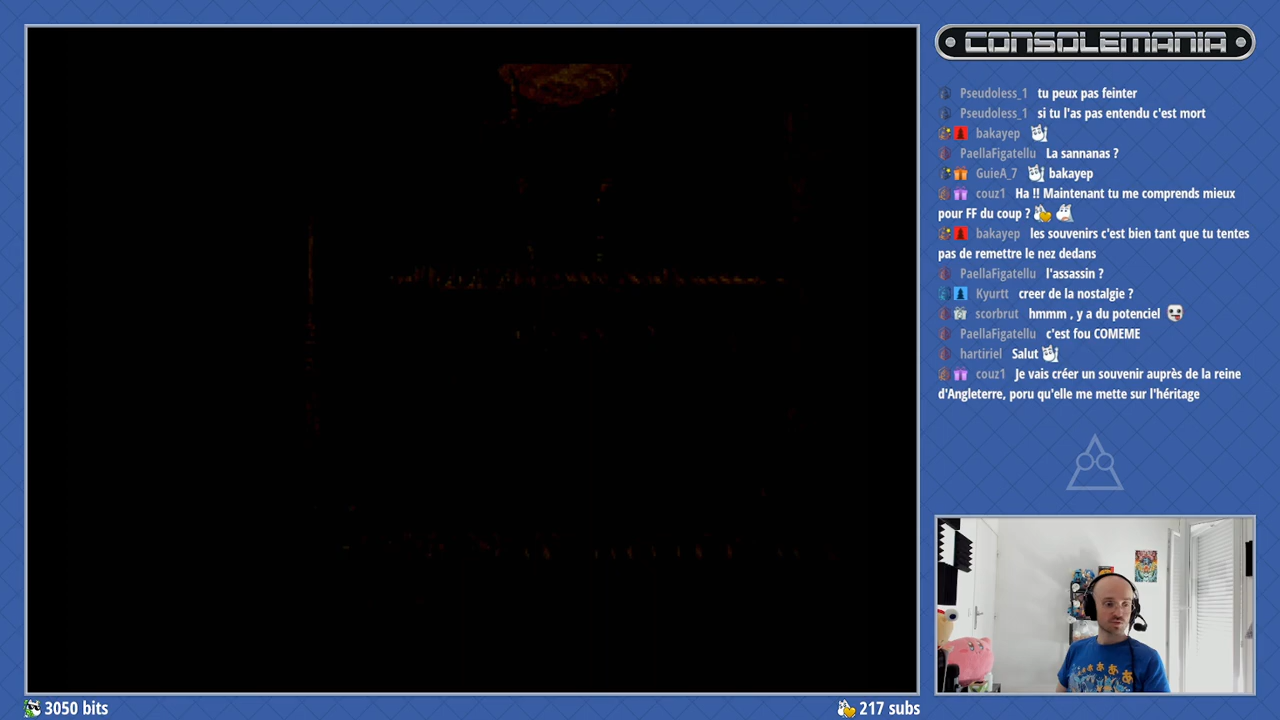 CONSOLEMANIA
Pseudoless_1 tu peux pas feinter
Pseudoless_1 si tu l'as pas entendu c'est mort
bakayep
PaellaFigatellu La sannanas ?
GuieA_7 bakayep
couz1 Ha !! Maintenant tu me comprends mieux
pour FF du coup ?
bakayep les souvenirs c'est bien tant que tu tentes
pas de remettre le nez dedans
PaellaFigatellu l'assassin ?
Kyurtt creer de la nostalgie ?
scorbrut hmmm , y a du potenciel
PaellaFigatellu c'est fou COMEME
hartiriel Salut
couz1 Je vais créer un souvenir auprès de la reine
d'Angleterre, poru qu'elle me mette sur l'héritage
3050 bits
217 subs